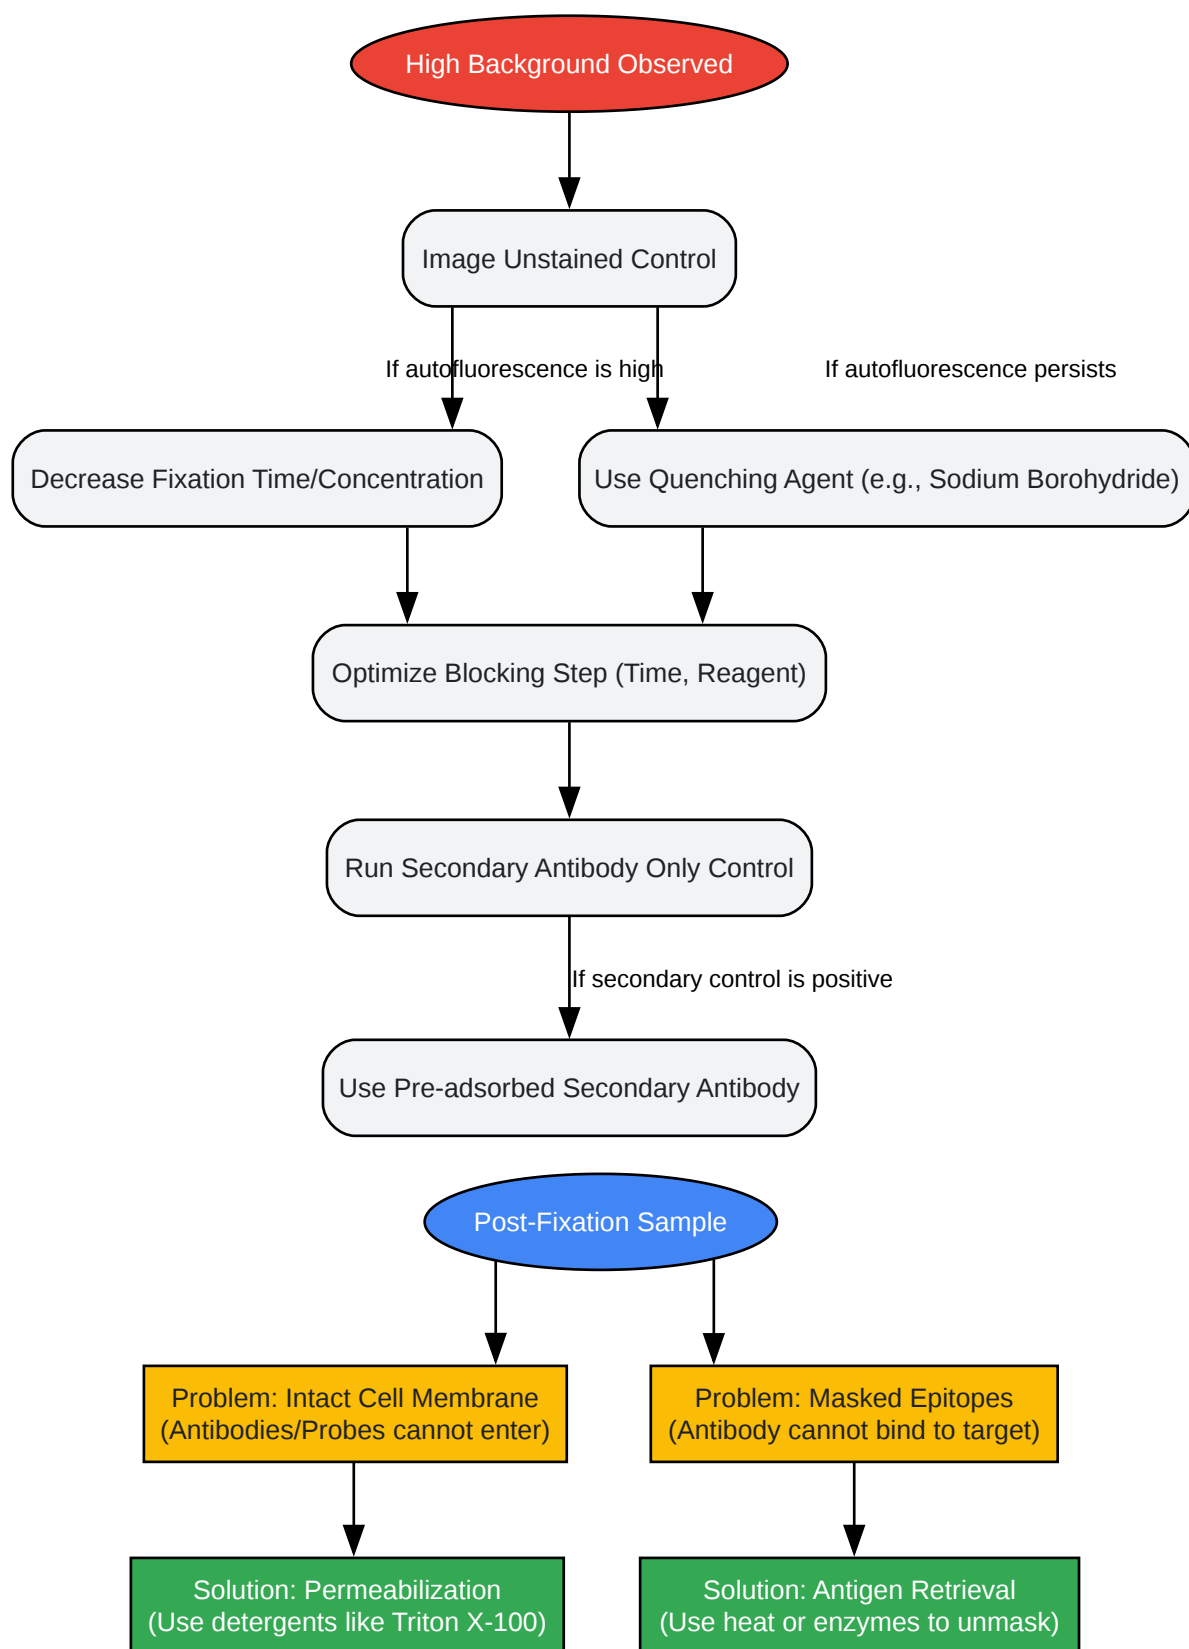 High Background Observed
Image Unstained Control
If autofluorescence is high
If autofluorescence persists
Decrease Fixation Time/Concentration
Use Quenching Agent (e.g., Sodium Borohydride)
Optimize Blocking Step (Time, Reagent)
Run Secondary Antibody Only Control
If secondary control is positive
Use Pre-adsorbed Secondary Antibody
Post-Fixation Sample
Problem: Intact Cell Membrane
(Antibodies/Probes cannot enter)
Problem: Masked Epitopes
(Antibody cannot bind to target)
Solution: Permeabilization
(Use detergents like Triton X-100)
Solution: Antigen Retrieval
(Use heat or enzymes to unmask)